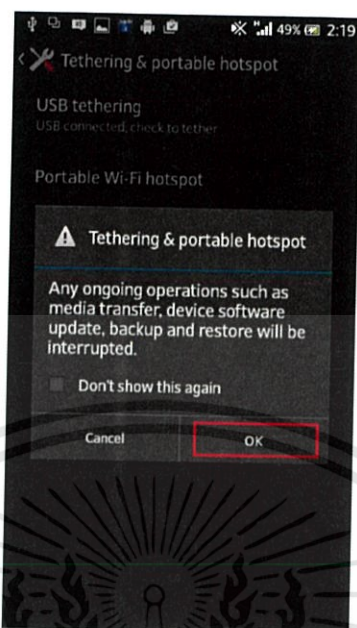 49% 2:19
Tethering & portable hotspot
USB tethering
USB connected, check to tether
Portable Wi-Fi hotspot
Tethering & portable hotspot
Any ongoing operations such as
media transfer, device software
update, backup and restore will be
interrupted.
Don't show this again
Cancel OK